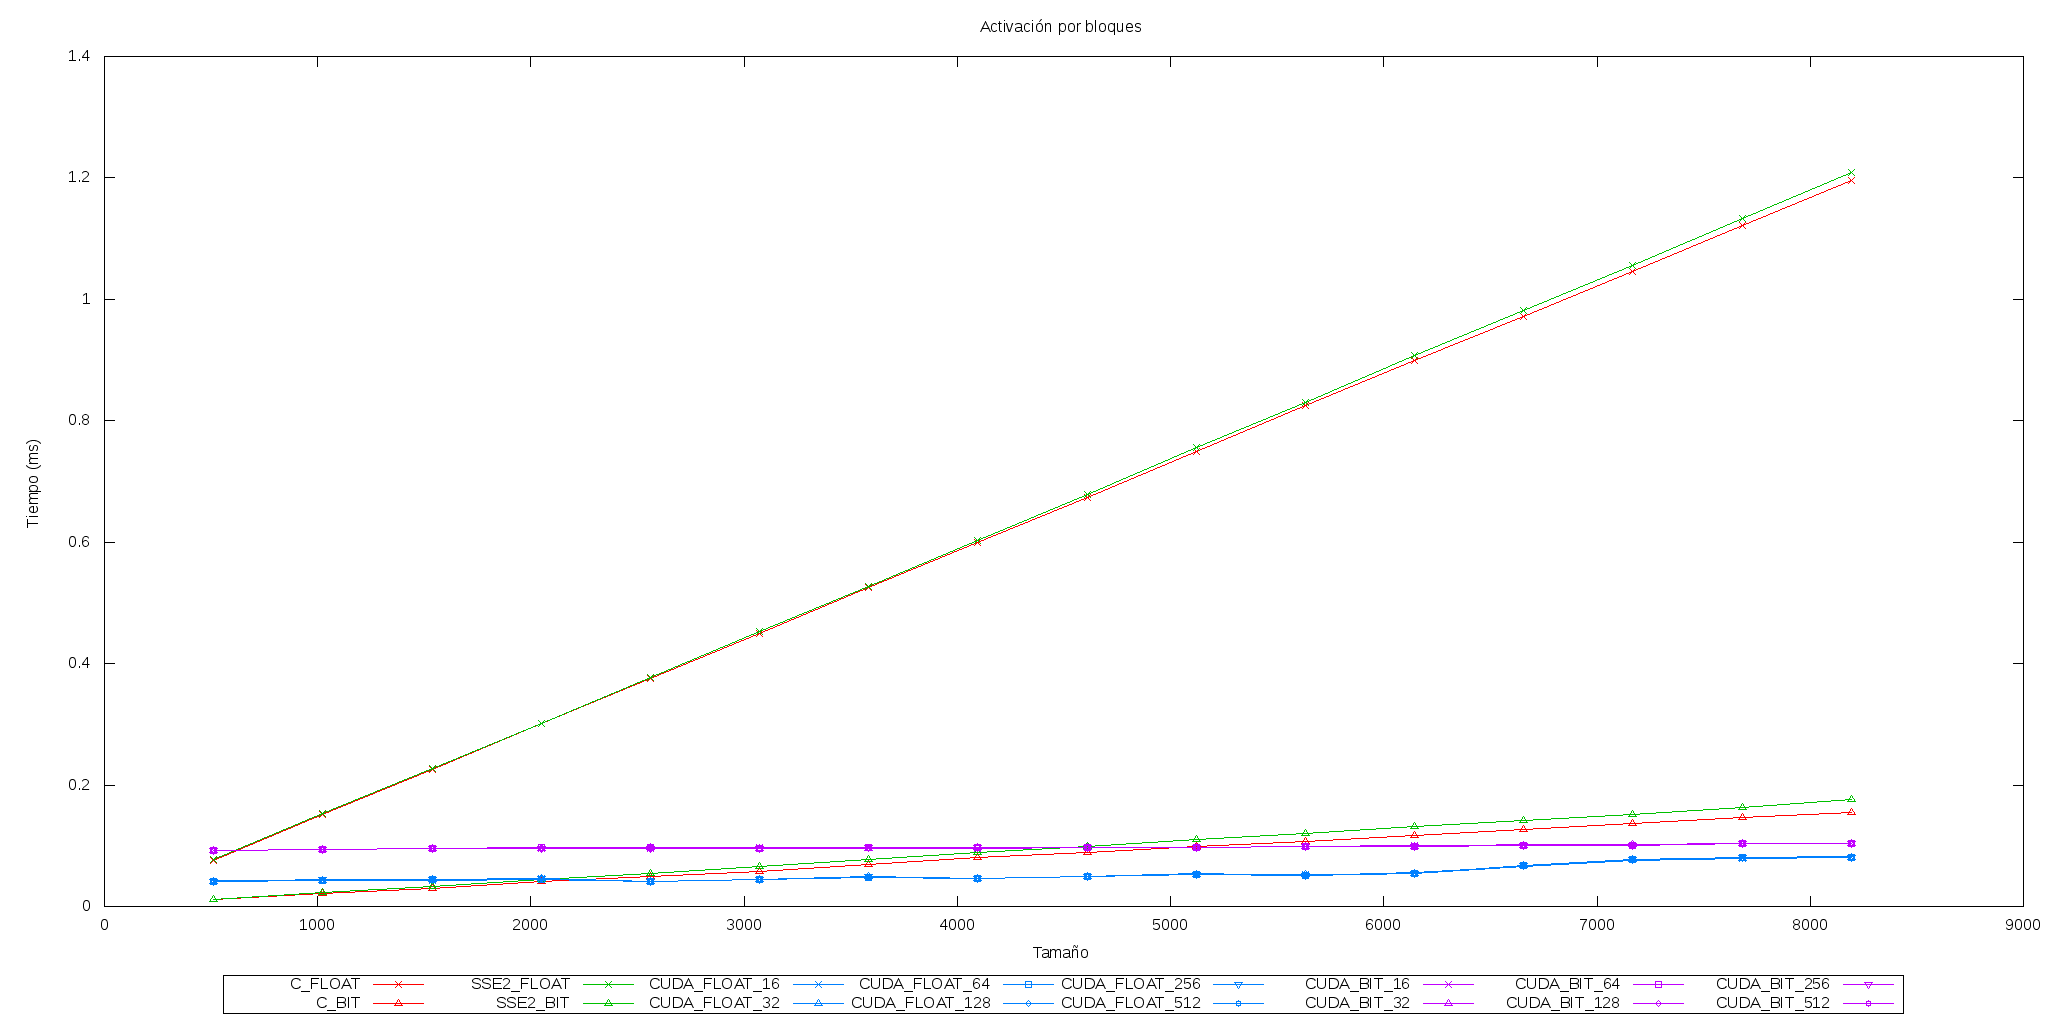 Activación por bloques
1.4
1.2
1
0.8
0.6
0.4
0.2
0
Tiempo (ms)
0 1000 2000 3000 4000 5000 6000 7000 8000 9000
Tamaño
C_FLOAT SSE2_FLOAT CUDA_FLOAT_16 CUDA_FLOAT_64 CUDA_FLOAT_256 CUDA_BIT_16 CUDA_BIT_64 CUDA_BIT_256
C_BIT SSE2_BIT CUDA_FLOAT_32 CUDA_FLOAT_128 CUDA_FLOAT_512 CUDA_BIT_32 CUDA_BIT_128 CUDA_BIT_512